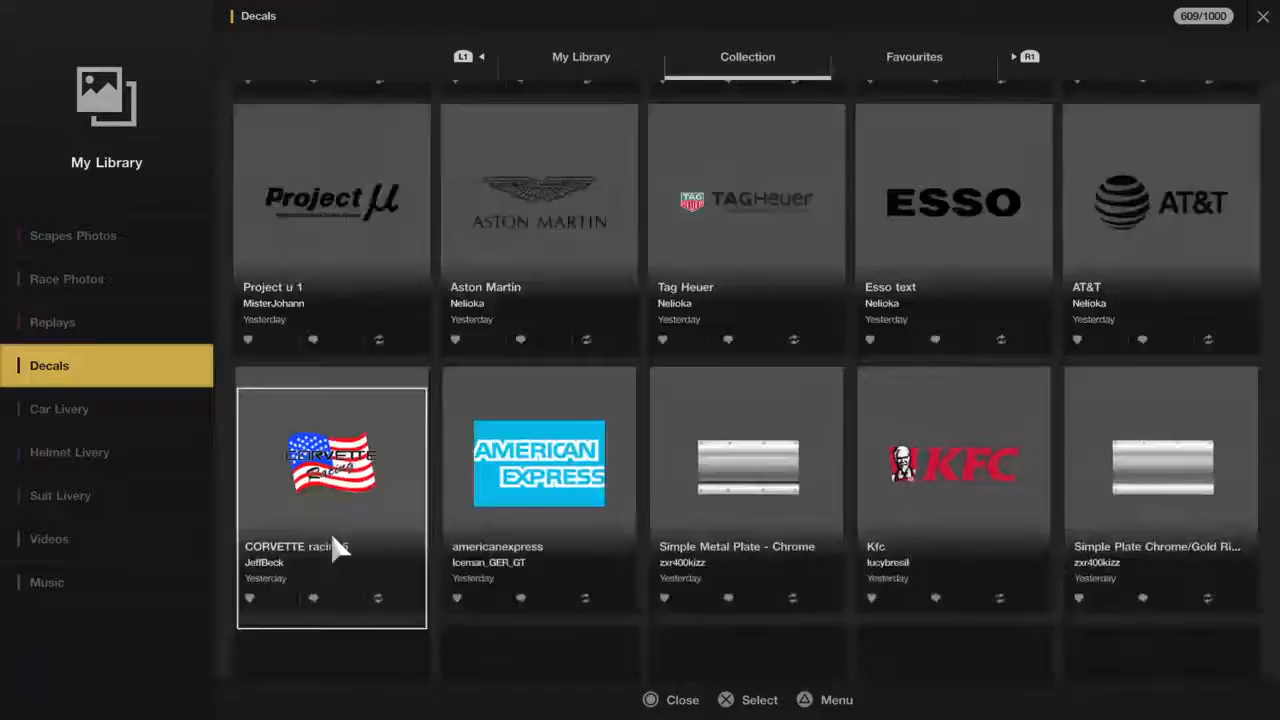 Decals
609/1000
L1
My Library
Collection
Favourites
R1
My Library
Scapes Photos
Race Photos
Replays
Decals
Car Livery
Helmet Livery
Suit Livery
Videos
Music
Project μ
Project u 1
MisterJohann
Yesterday
ASTON MARTIN
Aston Martin
Nelioka
Yesterday
TAG
HEUER
TAGHeuer
Tag Heuer
Nelioka
Yesterday
ESSO
Esso text
Nelioka
Yesterday
AT&T
AT&T
Nelioka
Yesterday
CORVETTE
Racing
CORVETTE
JeffBeck
Yesterday
AMERICAN
EXPRESS
americanexpress
Iceman_GER_GT
Yesterday
Simple Metal Plate - Chrome
zxr400kizz
Yesterday
KFC
Kfc
lucybresil
Yesterday
Simple Plate Chrome/Gold Ri...
zxr400kizz
Yesterday
Close
Select
Menu